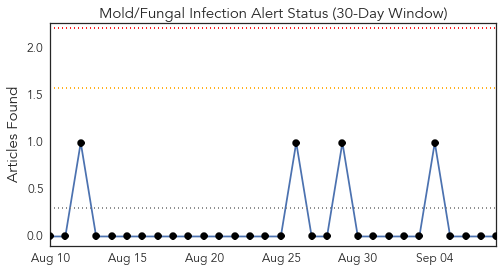 Mold/Fungal Infection Alert Status (30-Day Window)
Articles Found
2.0
1.5
1.0
0.5
0.0
Aug 10
Aug 15
Aug 20
Aug 25
Aug 30
Sep 04